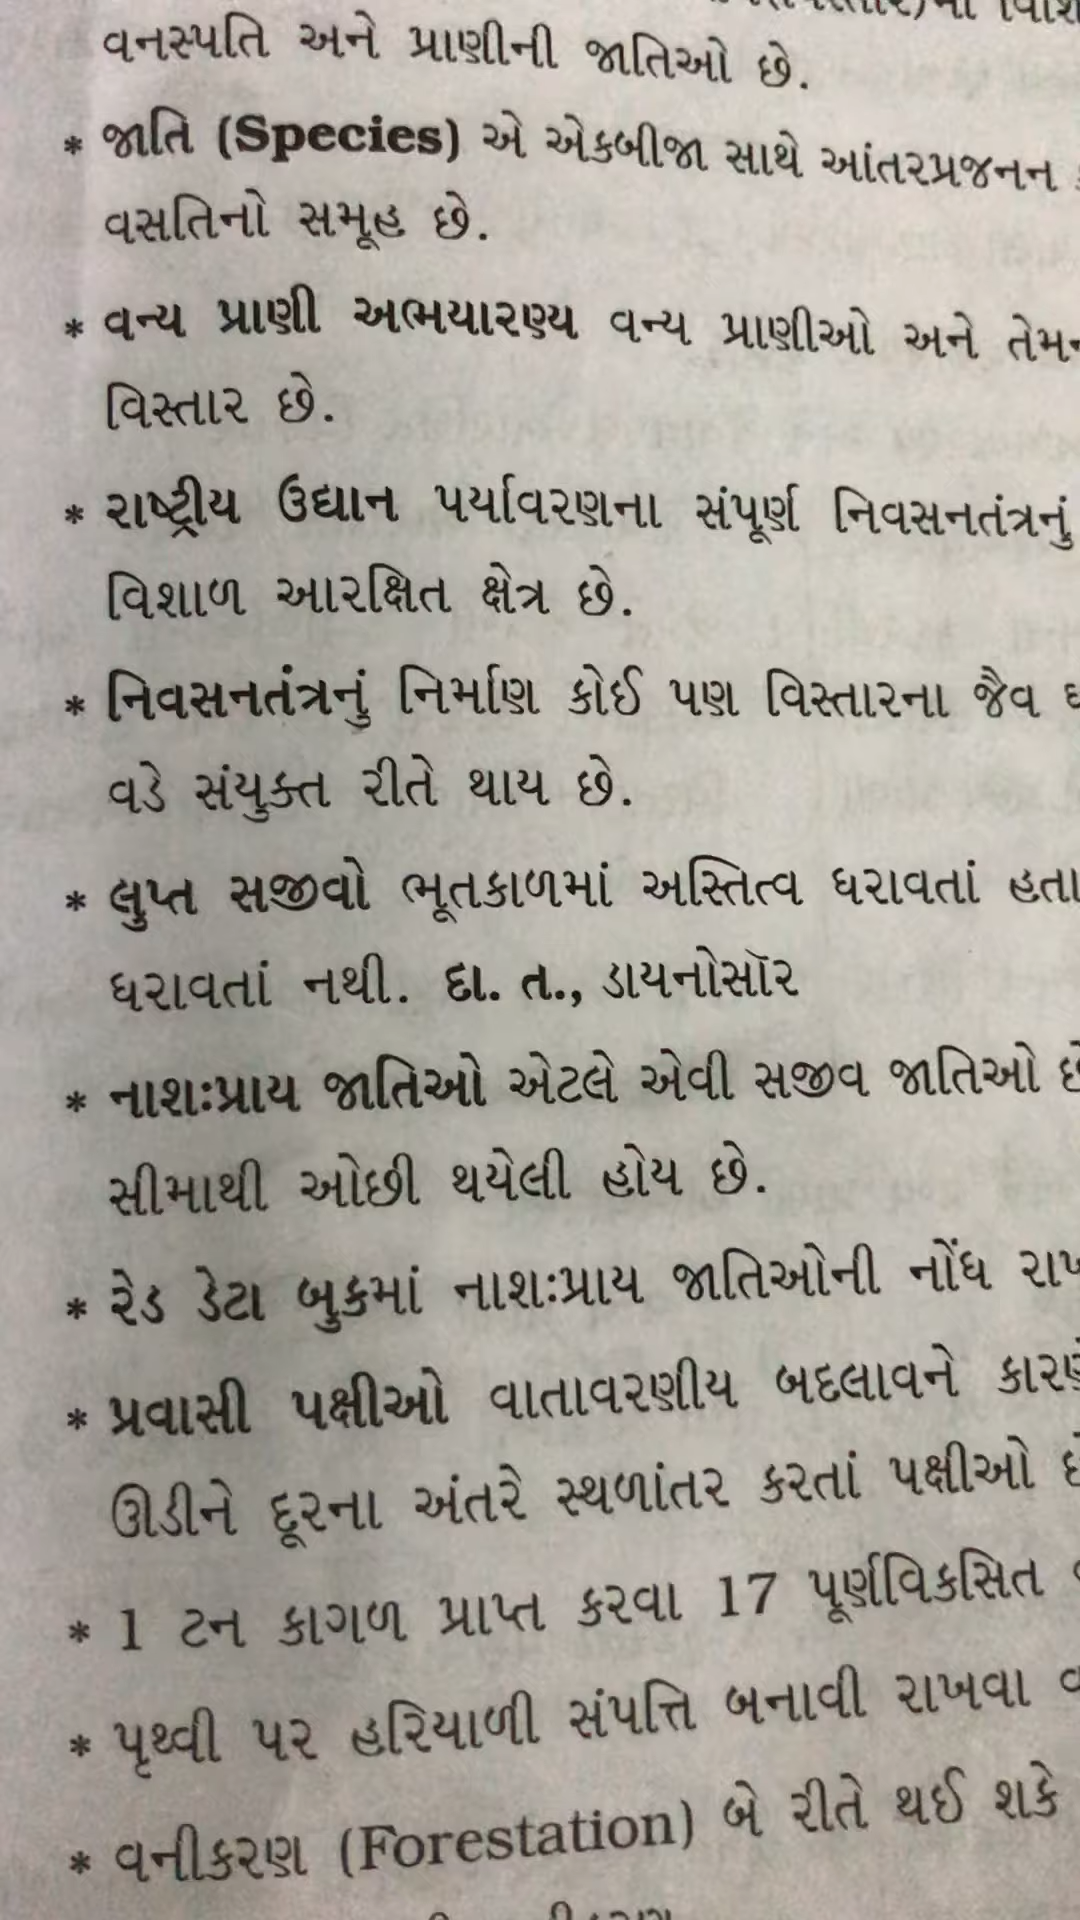 વનસ્પતિ અને પ્રાણીની જાતિઓ છે.
* જાતિ (Species) એ એકબીજા સાથે આંતરપ્રજનન
વસતિનો સમૂહ છે.
* વન્ય પ્રાણી અભયારણ્ય વન્ય પ્રાણીઓ અને
વિસ્તાર છે.
* રાષ્ટ્રીય ઉદ્યાન પર્યાવરણના સંપૂર્ણ નિવસનતંત્રનું
વિશાળ આરક્ષિત ક્ષેત્ર છે.
* નિવસનતંત્રનું નિર્માણ કોઈ પણ વિસ્તારના જૈવ
વડે સંયુક્ત રીતે થાય છે.
* લુપ્ત સજીવો ભૂતકાળમાં અસ્તિત્વ ધરાવતાં હતા
ધરાવતાં નથી. દા. ત., ડાયનોસૉર
* નાશઃપ્રાય જાતિઓ એટલે એવી સજીવ જાતિઓ
સીમાથી ઓછી થયેલી હોય છે.
* રેડ ડેટા બુકમાં નાશઃપ્રાય જાતિઓની નોંધ
* પ્રવાસી પક્ષીઓ વાતાવરણીય બદલાવને કારણે
ઊડીને દૂરના અંતરે સ્થળાંતર કરતાં પક્ષીઓ
* 1 ટન કાગળ પ્રાપ્ત કરવા 17 પૂર્ણવિકસિત
* પૃથ્વી પર હરિયાળી સંપત્તિ બનાવી રાખવા
* વનીકરણ (Forestation) બે રીતે થઈ શકે